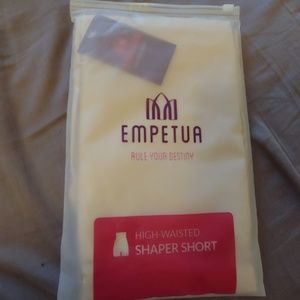 EMPETUA
RULE YOUR DESTINY
HIGH-WAISTED
SHAPER SHORT